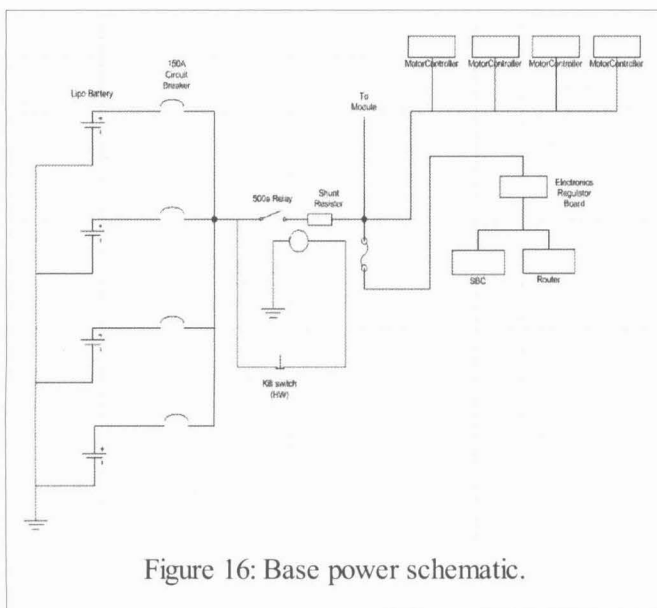 MotorController MotorController MotorController MotorController
150A
Circuit
Breaker
Lipo Battery
To
Module
500a Relay
Shunt
Resistor
Electronics
Regulator
Board
SBC
Router
Kill switch
(HW)
Figure 16: Base power schematic.